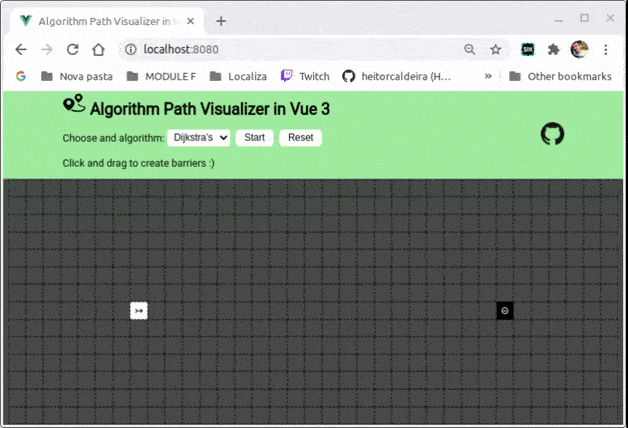 Algorithm Path Visualizer in V
localhost:8080
Nova pasta MODULE F Localiza Twitch heitorcaldeira (H... » Other bookmarks
Algorithm Path Visualizer in Vue 3
Choose and algorithm: Dijkstra's Start Reset
Click and drag to create barriers :}